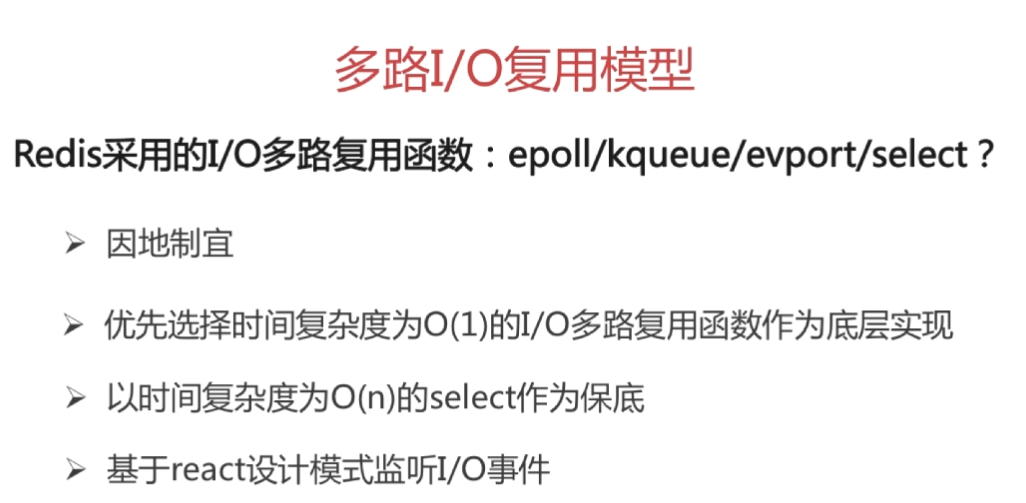 多路I/O复用模型
Redis采用的I/O多路复用函数：epoll/kqueue/evport/select？
➢ 因地制宜
➢ 优先选择时间复杂度为O(1)的I/O多路复用函数作为底层实现
➢ 以时间复杂度为O(n)的select作为保底
➢ 基于react设计模式监听I/O事件